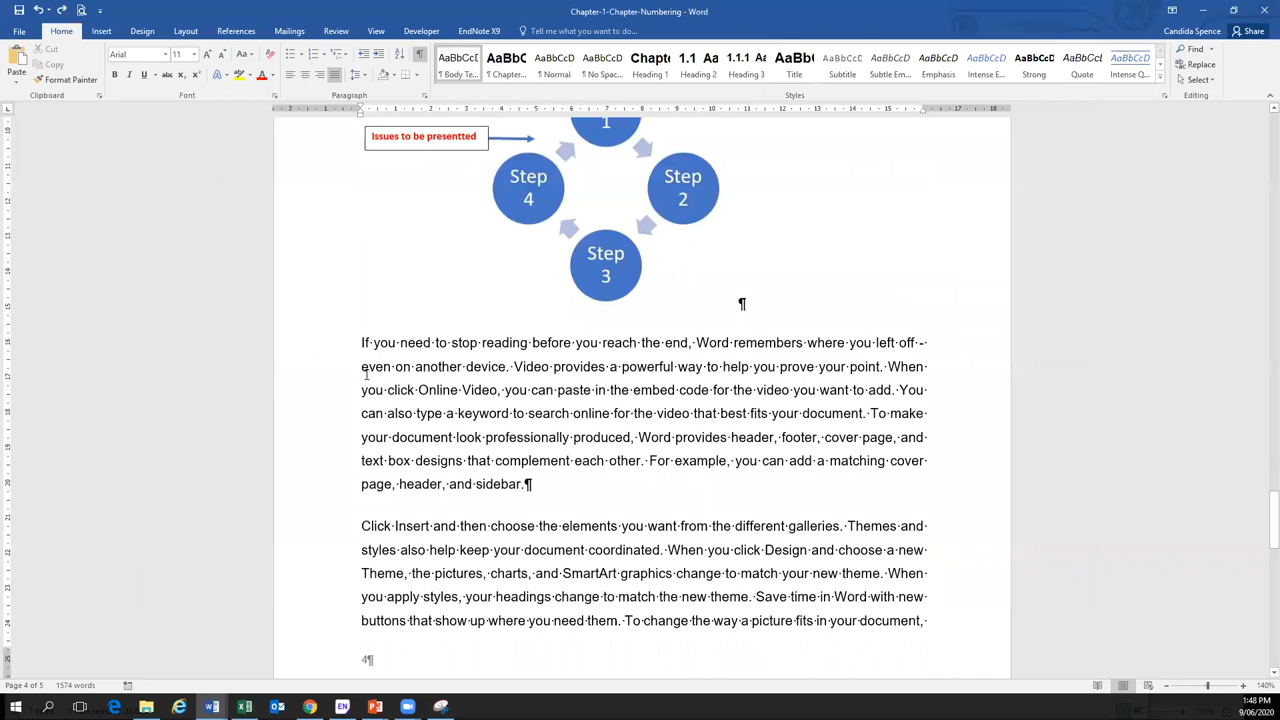 Chapter-1-Chapter-Numbering - Word
File Home Insert Design Layout References Mailings Review View Developer EndNote X9 Tell me what you want to do... Candida Spence Share
Paste Cut Copy Format Painter
Clipboard
Arial 11
Font
Paragraph
AaBbCcD AaBbC AaBbCcD AaBbCcD Chapte 1.1 Aa 1.1.1 Aa AaBb( AaBbCcD AaBbCcD AaBbCcD AaBbCcD AaBbCcD AaBbCcD AaBbCcD
¶ Body Te... ¶ Chapter... ¶ Normal ¶ No Spac... Heading 1 Heading 2 Heading 3 Title Subtitle Subtle Em... Emphasis Intense E... Strong Quote Intense Q...
Styles
Find
Replace
Select
Editing
Issues to be presentted
1
Step 4
Step 2
Step 3
¶
If·you·need·to·stop·reading·before·you·reach·the·end,·Word·remembers·where·you·left·off·-·
even·on·another·device.·Video·provides·a·powerful·way·to·help·you·prove·your·point.·When·
you·click·Online·Video,·you·can·paste·in·the·embed·code·for·the·video·you·want·to·add.·You·
can·also·type·a·keyword·to·search·online·for·the·video·that·best·fits·your·document.·To·make·
your·document·look·professionally·produced,·Word·provides·header,·footer,·cover·page,·and·
text·box·designs·that·complement·each·other.·For·example,·you·can·add·a·matching·cover·
page,·header,·and·sidebar.¶
Click·Insert·and·then·choose·the·elements·you·want·from·the·different·galleries.·Themes·and·
styles·also·help·keep·your·document·coordinated.·When·you·click·Design·and·choose·a·new·
Theme,·the·pictures,·charts,·and·SmartArt·graphics·change·to·match·your·new·theme.·When·
you·apply·styles,·your·headings·change·to·match·the·new·theme.·Save·time·in·Word·with·new·
buttons·that·show·up·where·you·need·them.·To·change·the·way·a·picture·fits·in·your·document,·
4¶
Page 4 of 5 1574 words 140%
1:48 PM
9/06/2020